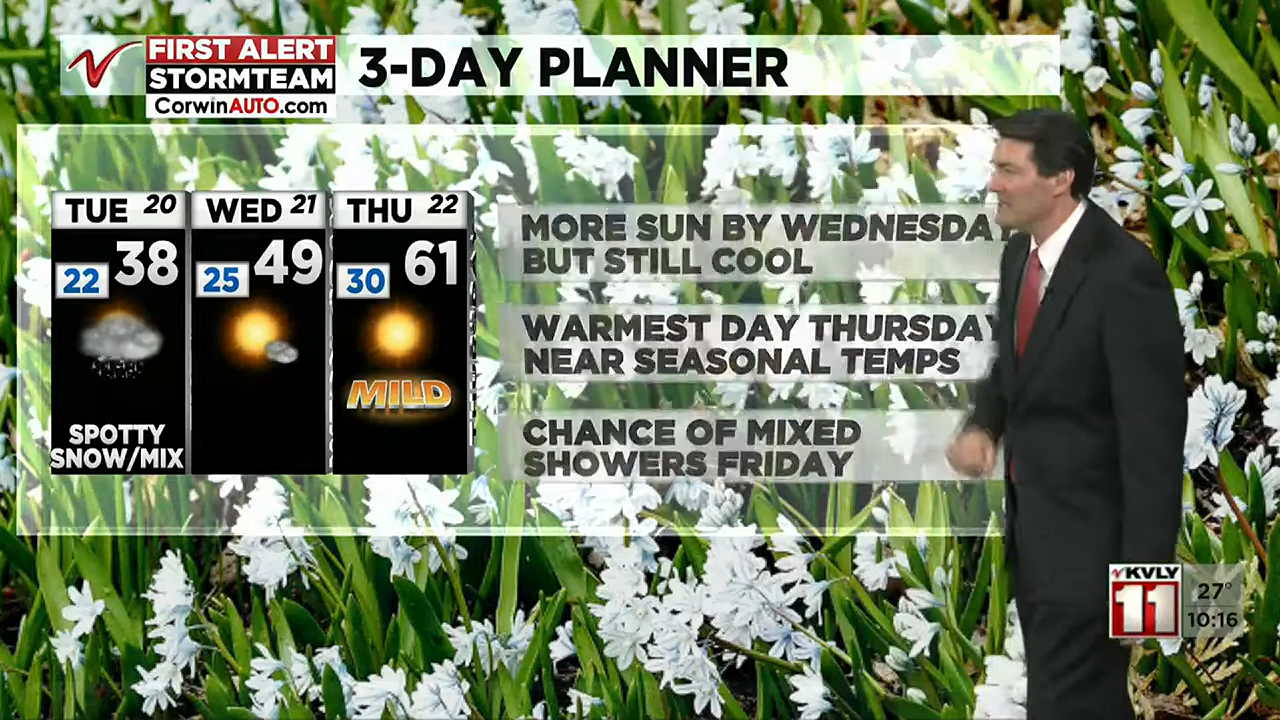 FIRST ALERT
STORMTEAM
CorwinAUTO.com
3-DAY PLANNER
TUE 20
22 38
SPOTTY
SNOW/MIX
WED 21
25 49
THU 22
30 61
MILD
MORE SUN BY WEDNESDAY
BUT STILL COOL
WARMEST DAY THURSDAY
NEAR SEASONAL TEMPS
CHANCE OF MIXED
SHOWERS FRIDAY
KVLY
11
27°
10:16